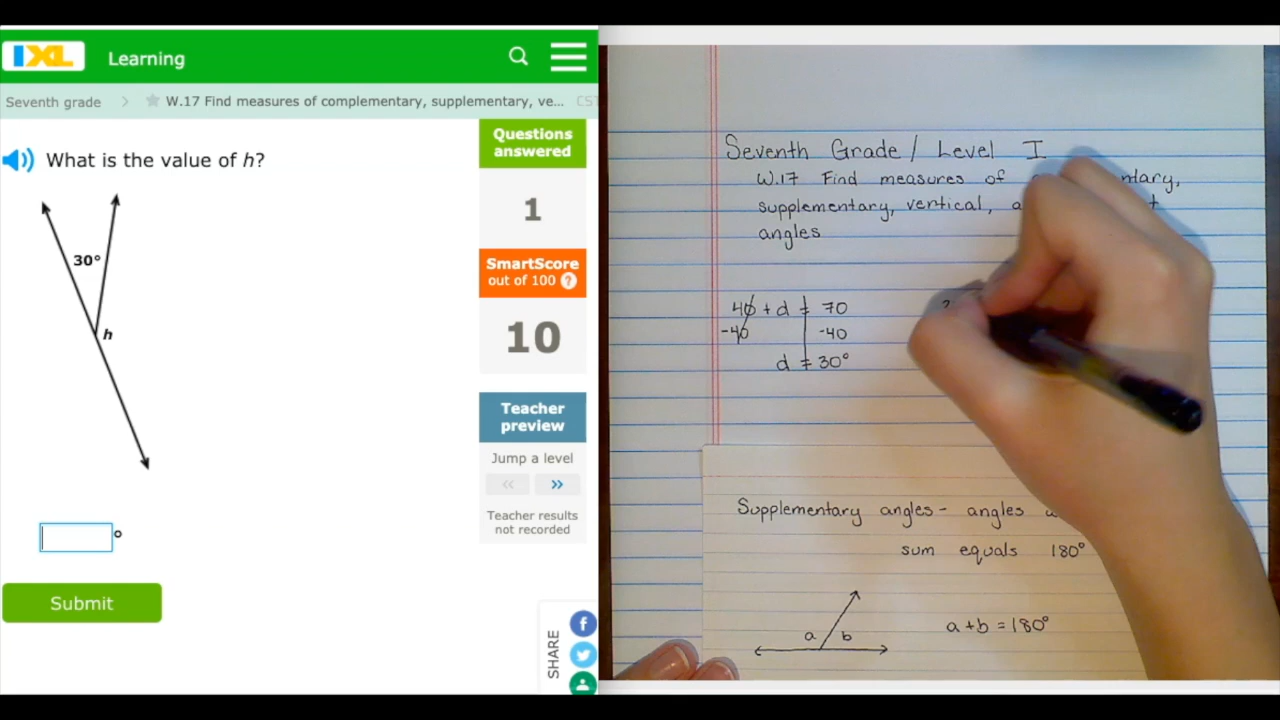 IXL Learning
Seventh grade > W.17 Find measures of complementary, supplementary, ve... CST
What is the value of h?
30°
h
°
Submit
Questions
answered
1
SmartScore
out of 100 ?
10
Teacher
preview
Jump a level
<< >>
Teacher results
not recorded
SHARE
Seventh Grade / Level I
W.17 Find measures of ntary,
supplementary, vertical,
angles
40 + d = 70
-40 -40
d = 30°
Supplementary angles - angles
sum equals 180°
a b a + b = 180°